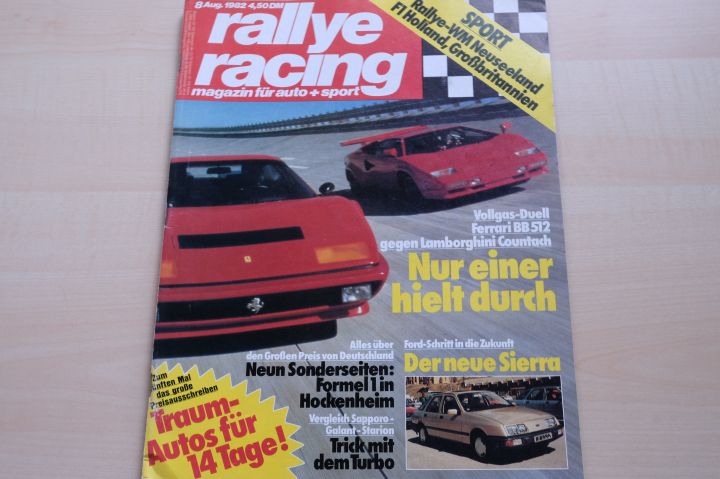 8 Aug. 1982 4,50 DM
rallye
racing
magazin für auto + sport
SPORT
Rallye-WM Neuseeland
F1 Holland, Großbritannien
Vollgas-Duell
Ferrari BB 512
gegen Lamborghini Countach
Nur einer
hielt durch
Alles über
den Großen Preis von Deutschland
Neun Sonderseiten:
Formel 1 in
Hockenheim
Vergleich Sapporo-
Galant-Starion
Trick mit
dem Turbo
Ford-Schritt in die Zukunft
Der neue Sierra
Zum
fünften Mal
das große
Preisausschreiben
Traum-
Autos für
14 Tage!